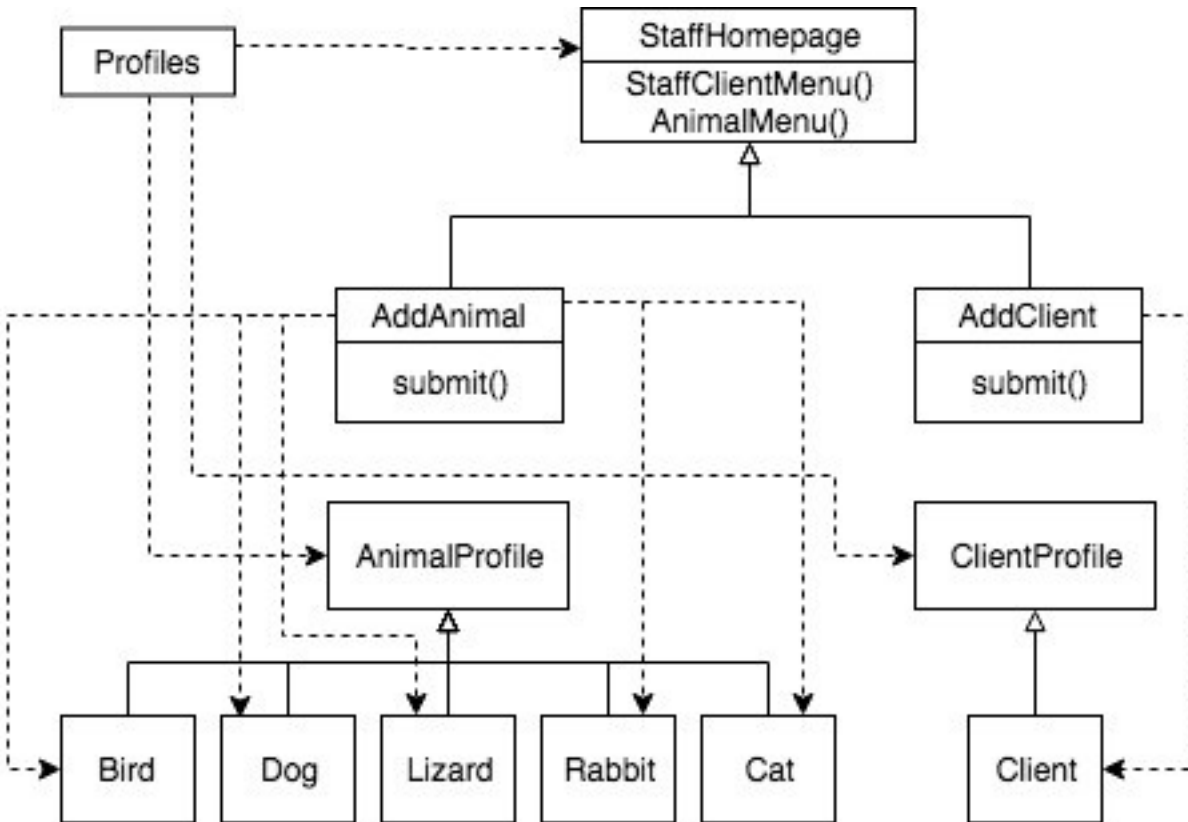 Profiles
StaffHomepage
StaffClientMenu()
AnimalMenu()
AddAnimal
submit()
AddClient
submit()
AnimalProfile
ClientProfile
Bird
Dog
Lizard
Rabbit
Cat
Client